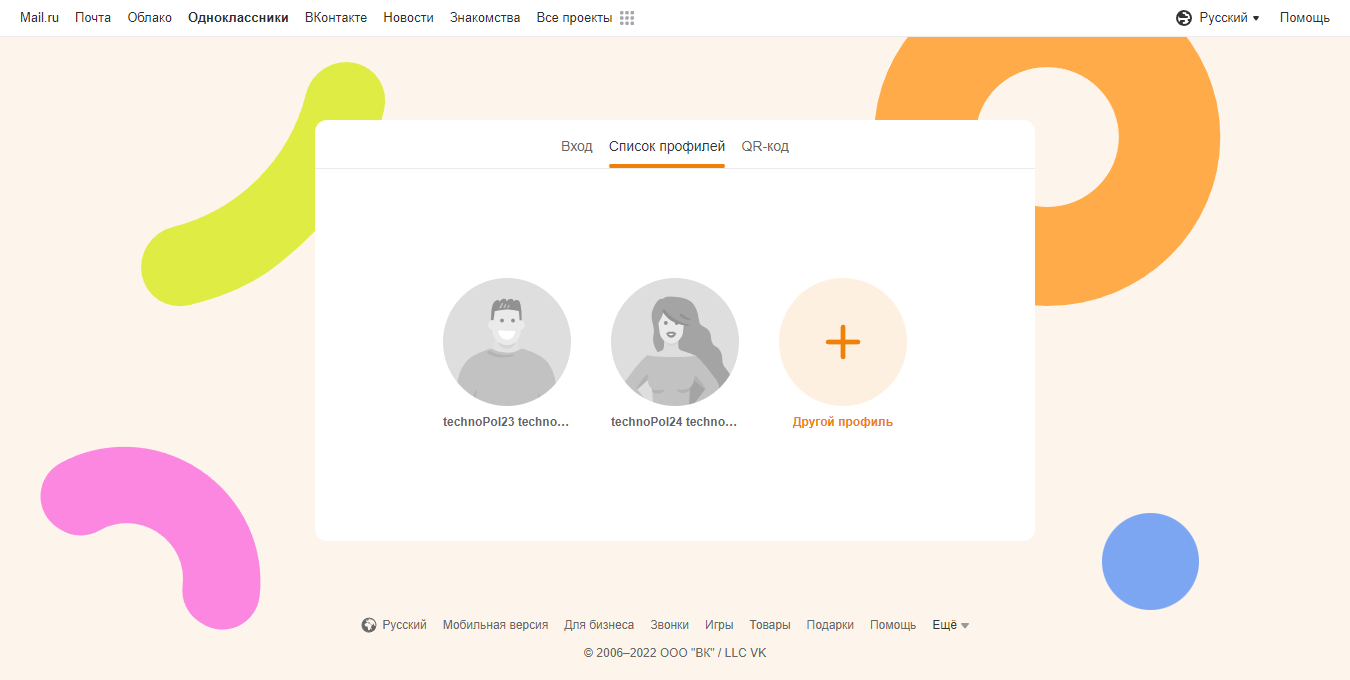 Mail.ru Почта Облако Одноклассники ВКонтакте Новости Знакомства Все проекты Русский Помощь
Вход Список профилей QR-код
technoPol23 techno... technoPol24 techno... Другой профиль
Русский Мобильная версия Для бизнеса Звонки Игры Товары Подарки Помощь Ещё
© 2006–2022 ООО "ВК" / LLC VK